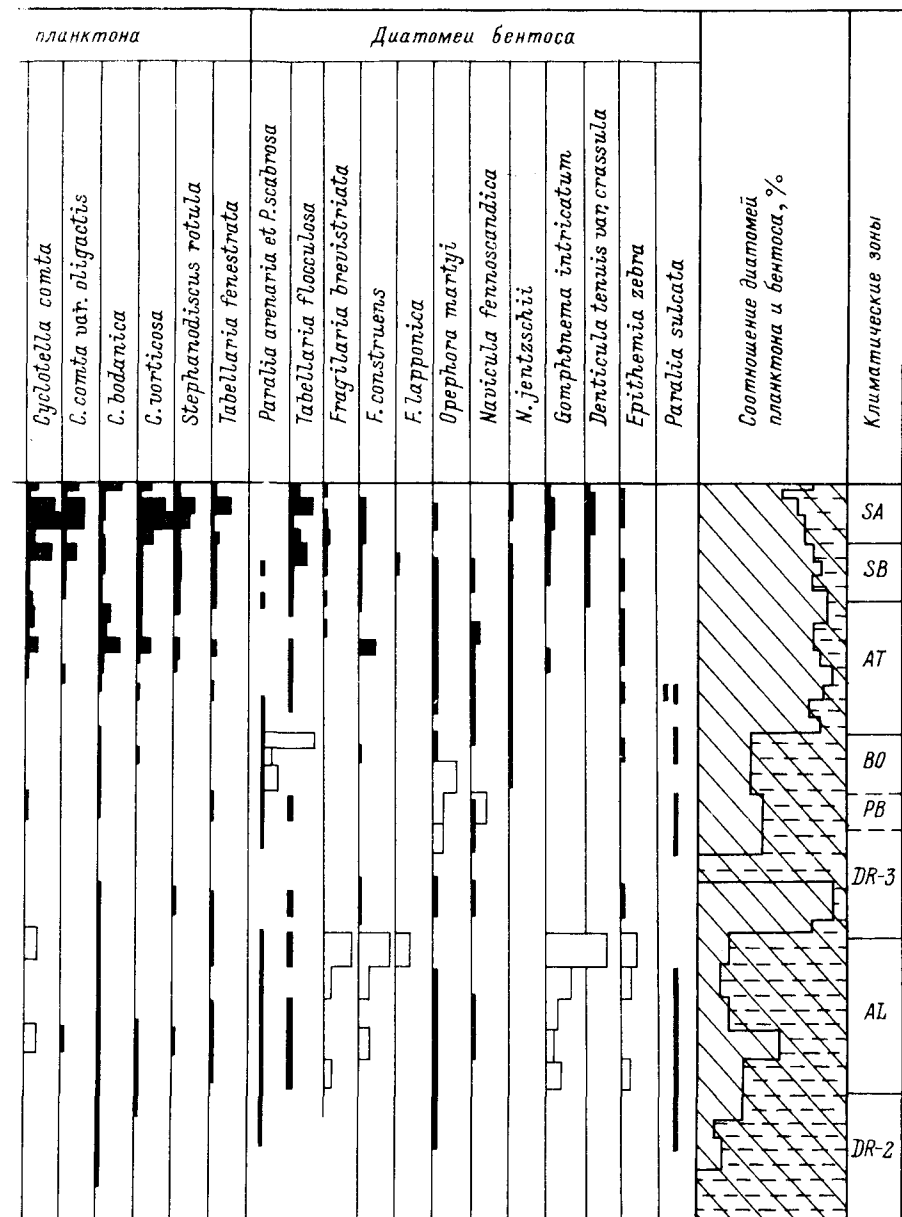 планктона
Диатомеи бентоса
Cyclotella comta
C. comta var. oligactis
C. bodanica
C. vorticosa
Stephanodiscus rotula
Tabellaria fenestrata
Paralia arenaria et P. scabrosa
Tabellaria flocculosa
Fragilaria brevistriata
F. construens
F. lapponica
Opephora martyi
Navicula fennoscandica
N. jentzschii
Gomphonema intricatum
Denticula tenuis var. crassula
Epithemia zebra
Paralia sulcata
Соотношение диатомей
планктона и бентоса, %
Климатические зоны
SA
SB
AT
BO
PB
DR-3
AL
DR-2